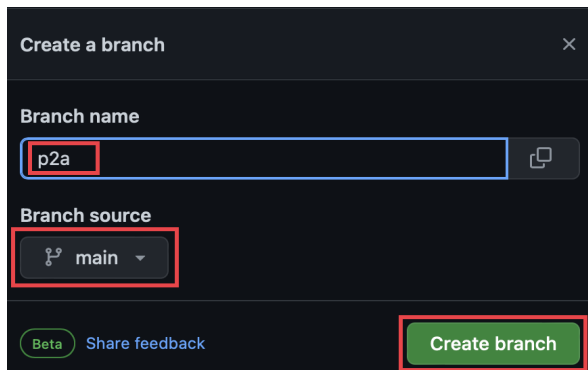 Create a branch
Branch name
p2a
Branch source
main
Beta Share feedback
Create branch